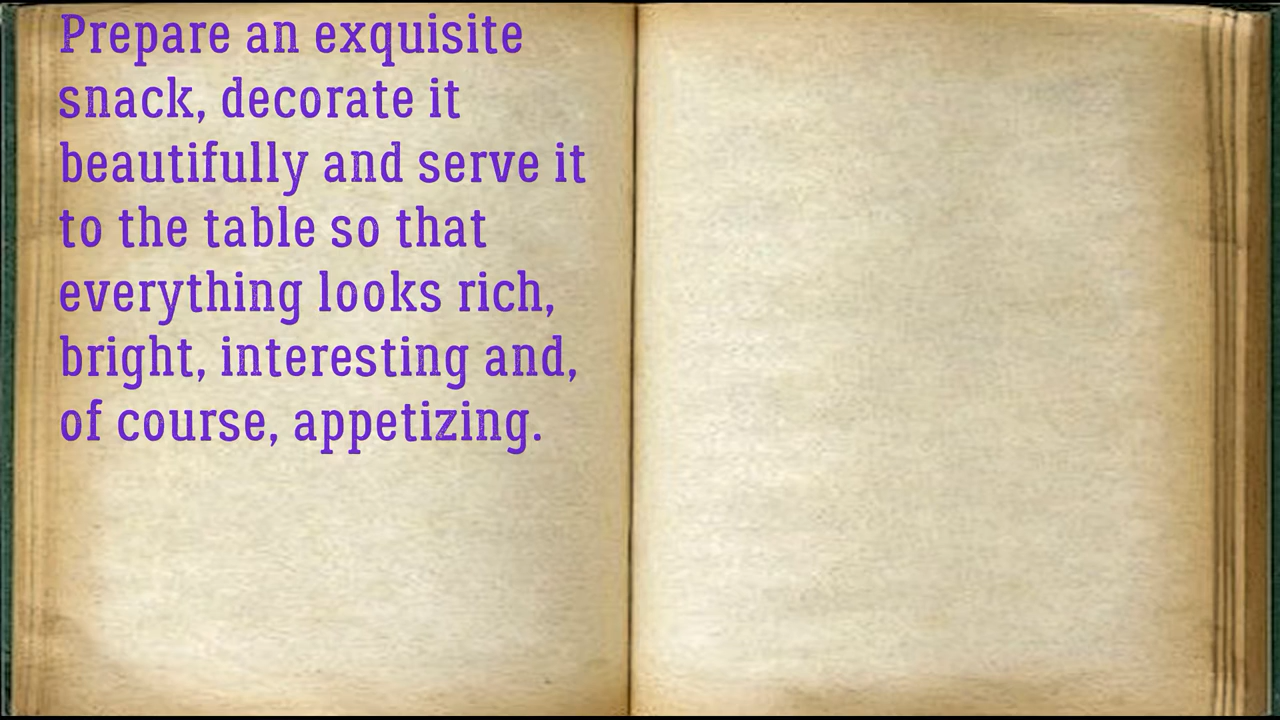 Prepare an exquisite
snack, decorate it
beautifully and serve it
to the table so that
everything looks rich,
bright, interesting and,
of course, appetizing.